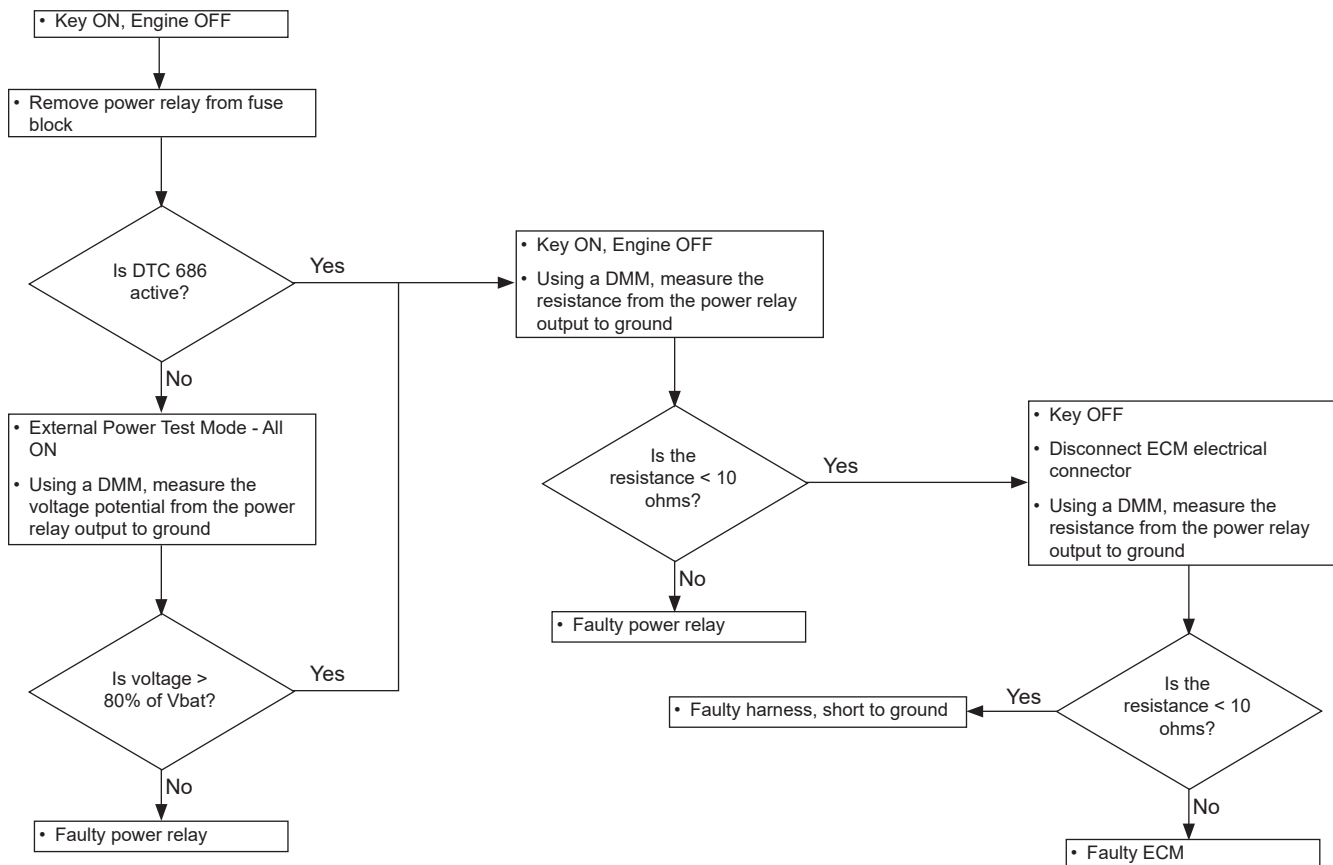 • Key ON, Engine OFF
• Remove power relay from fuse
block
Is DTC 686
active?
Yes
No
• External Power Test Mode - All
ON
• Using a DMM, measure the
voltage potential from the power
relay output to ground
Is voltage >
80% of Vbat?
Yes
No
• Faulty power relay
• Key ON, Engine OFF
• Using a DMM, measure the
resistance from the power relay
output to ground
Is the
resistance < 10
ohms?
Yes
No
• Faulty power relay
• Key OFF
• Disconnect ECM electrical
connector
• Using a DMM, measure the
resistance from the power relay
output to ground
Is the
resistance < 10
ohms?
Yes
• Faulty harness, short to ground
No
• Faulty ECM